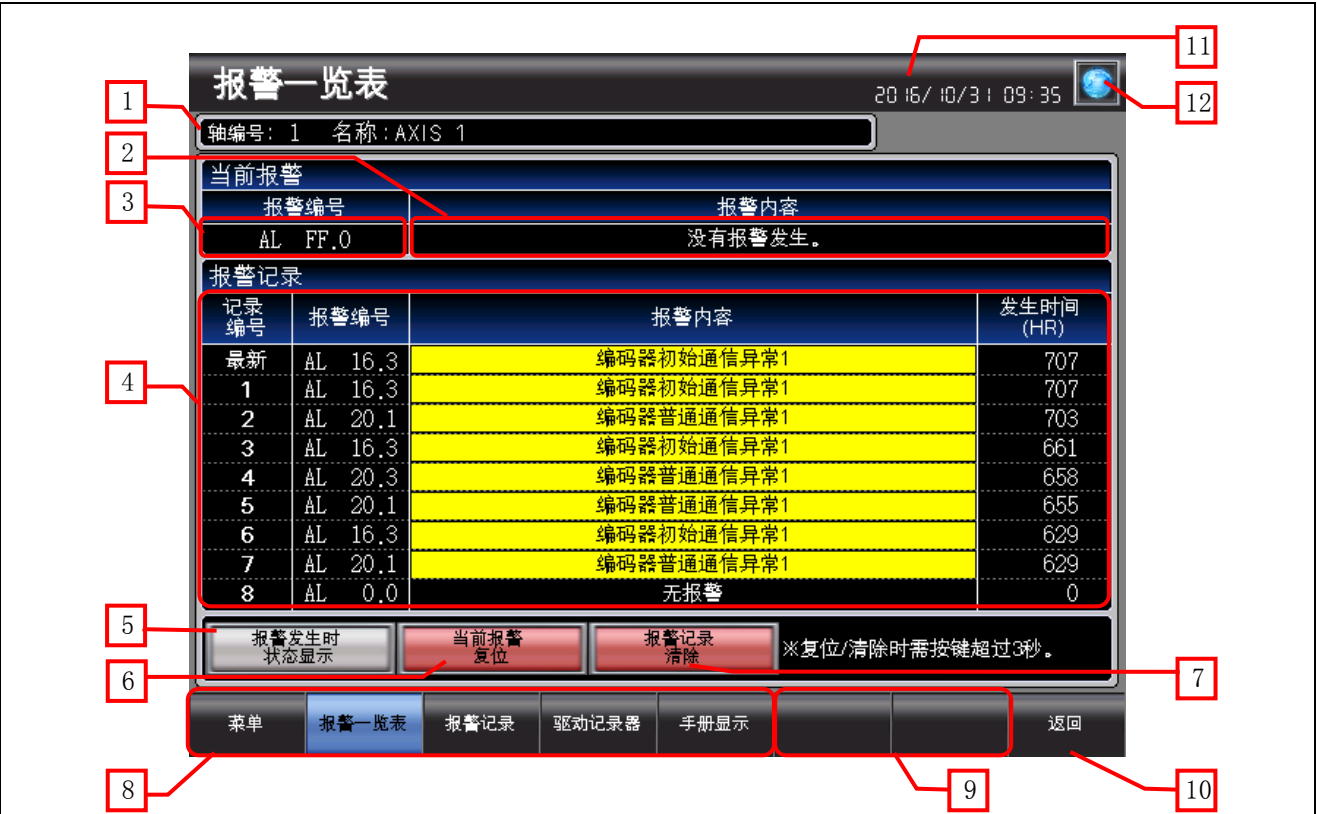 11
报警一览表
2016/10/31 09:35
1
12
轴编号: 1 名称:AXIS 1
2
当前报警
3
报警编号 报警内容
AL FF.0 没有报警发生。
报警记录
记录编号 报警编号 报警内容 发生时间(HR)
最新 AL 16.3 编码器初始通信异常1 707
4
1 AL 16.3 编码器初始通信异常1 707
2 AL 20.1 编码器普通通信异常1 703
3 AL 16.3 编码器初始通信异常1 661
4 AL 20.3 编码器普通通信异常1 658
5 AL 20.1 编码器普通通信异常1 655
6 AL 16.3 编码器初始通信异常1 629
7 AL 20.1 编码器普通通信异常1 629
8 AL 0.0 无报警 0
5
报警发生时
状态显示
当前报警
复位
报警记录
清除
※复位/清除时需按键超过3秒。
6
7
菜单 报警一览表 报警记录 驱动记录器 手册显示 返回
8
9
10